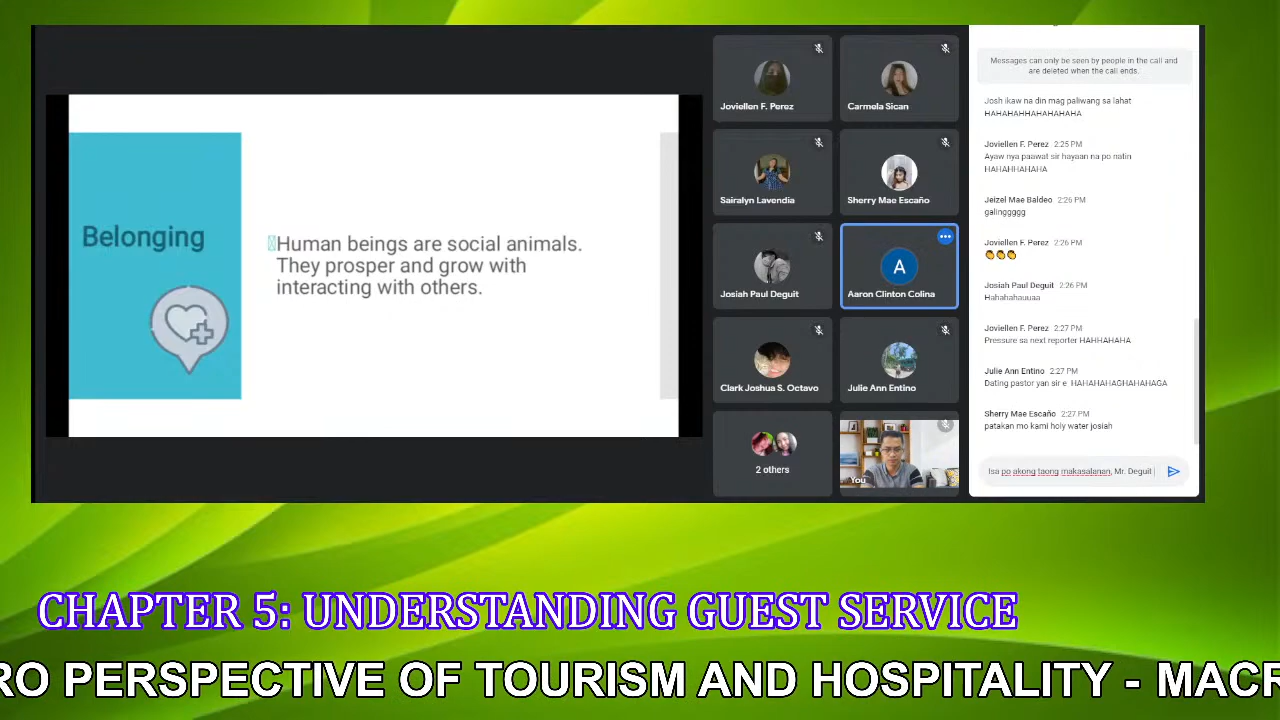 Belonging
Human beings are social animals.
They prosper and grow with
interacting with others.
Joviellen F. Perez
Carmela Sican
Sairalyn Lavendia
Sherry Mae Escaño
Josiah Paul Deguit
A
Aaron Clinton Colina
Clark Joshua S. Octavo
Julie Ann Entino
2 others
You
Messages can only be seen by people in the call and
are deleted when the call ends.
Josh ikaw na din mag paliwang sa lahat
HAHAHAHHAHAHAHAHA
Joviellen F. Perez 2:25 PM
Ayaw nya paawat sir hayaan na po natin
HAHAHHAHAHA
Jeizel Mae Baldeo 2:26 PM
galinggggg
Joviellen F. Perez 2:26 PM
👏👏👏
Josiah Paul Deguit 2:26 PM
Hahahahauuaa
Joviellen F. Perez 2:27 PM
Pressure sa next reporter HAHHAHAHA
Julie Ann Entino 2:27 PM
Dating pastor yan sir e HAHAHAHAGHAHAHAGA
Sherry Mae Escaño 2:27 PM
patakan mo kami holy water josiah
Isa po akong taong makasalanan, Mr. Deguit
CHAPTER 5: UNDERSTANDING GUEST SERVICE
RO PERSPECTIVE OF TOURISM AND HOSPITALITY - MACR